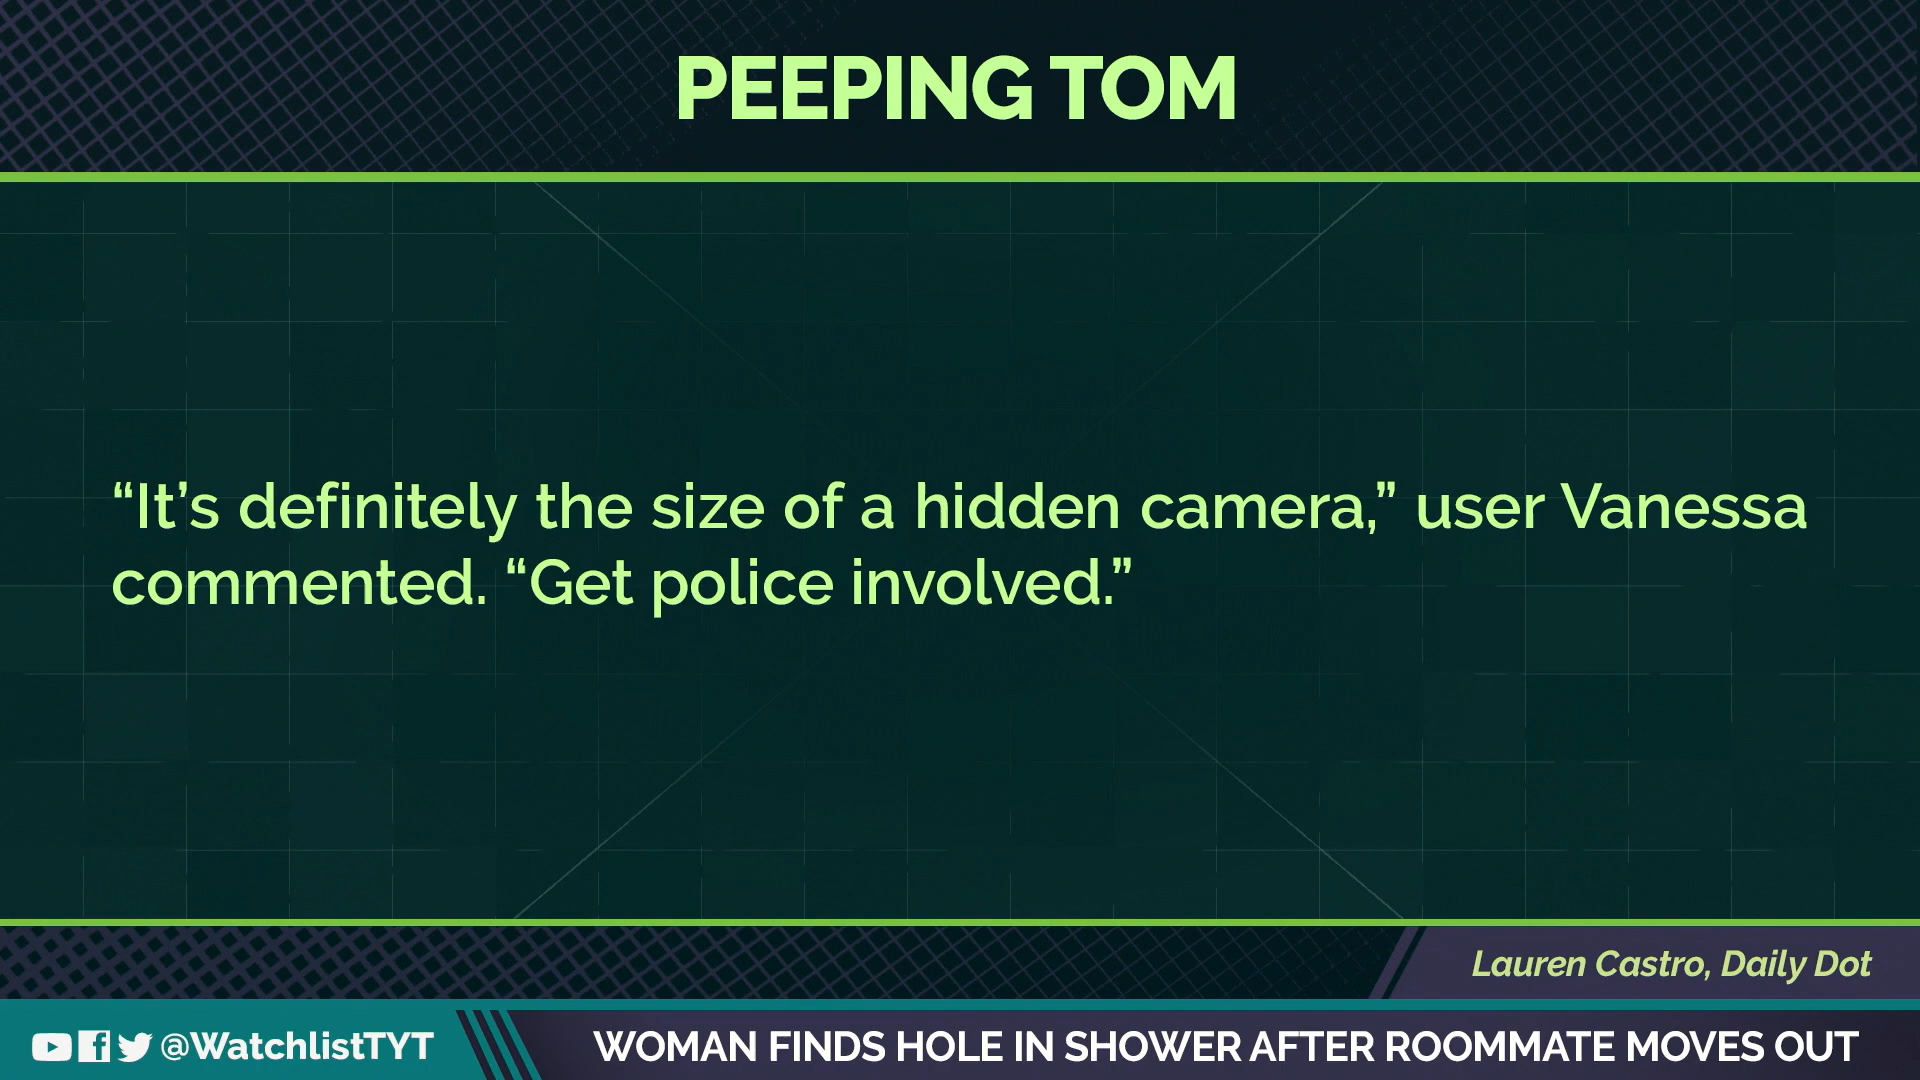 PEEPING TOM
“It’s definitely the size of a hidden camera,” user Vanessa
commented. “Get police involved.”
Lauren Castro, Daily Dot
@WatchlistTYT
WOMAN FINDS HOLE IN SHOWER AFTER ROOMMATE MOVES OUT